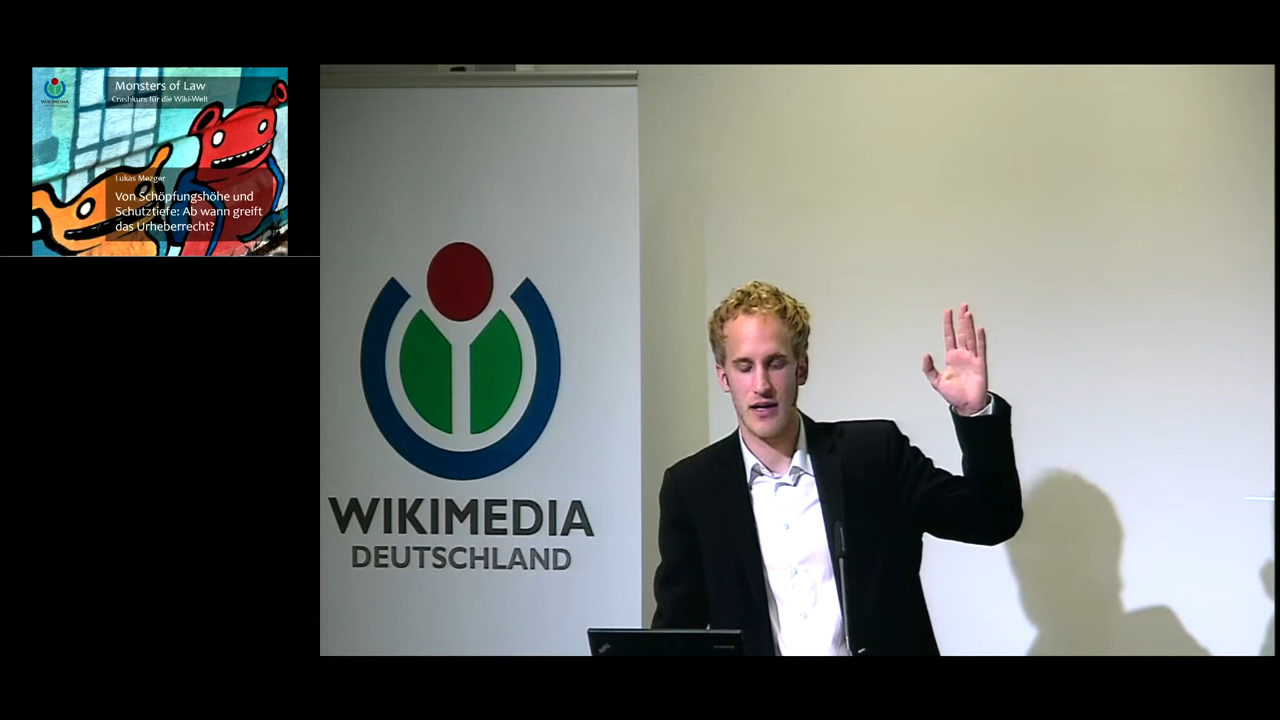 Monsters of Law
Crashkurs für die Wiki-Welt
Lukas Mezger
Von Schöpfungshöhe und
Schutztiefe: Ab wann greift
das Urheberrecht?
WIKIMEDIA
DEUTSCHLAND